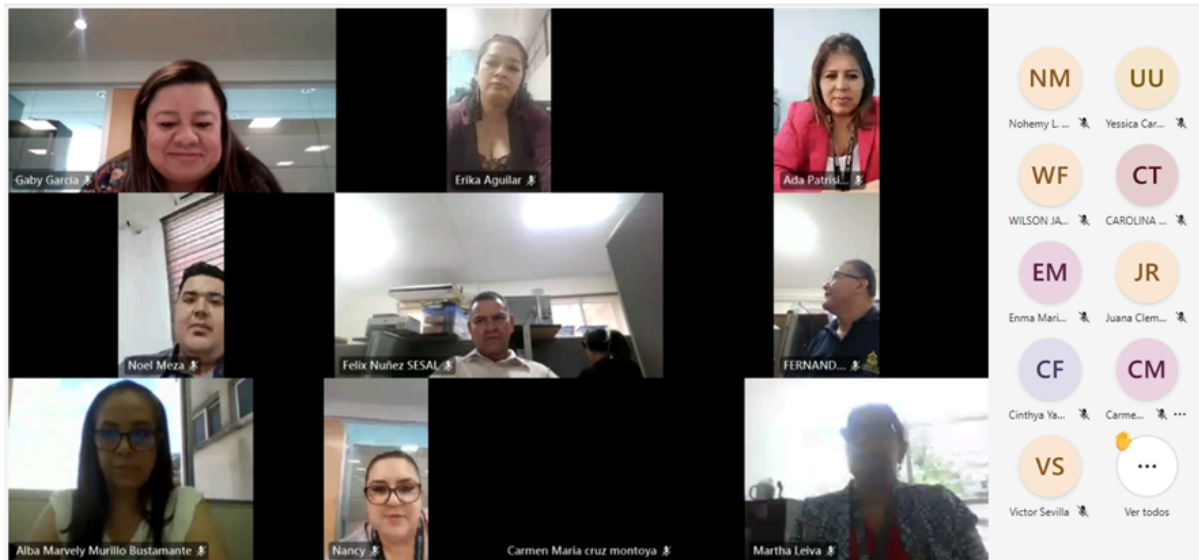 Gaby García
Erika Aguilar
Ada Patrisi...
Noel Meza
Felix Nuñez SESAL
FERNAND...
Alba Marvely Murillo Bustamante
Nancy
Carmen Maria cruz montoya
Martha Leiva
NM
UU
Nohemy L. ...
Yessica Car...
WF
CT
WILSON JA...
CAROLINA ...
EM
JR
Enma Mari...
Juana Clem...
CF
CM
Cinthya Ya...
Carme...
...
VS
...
Victor Sevilla
Ver todos